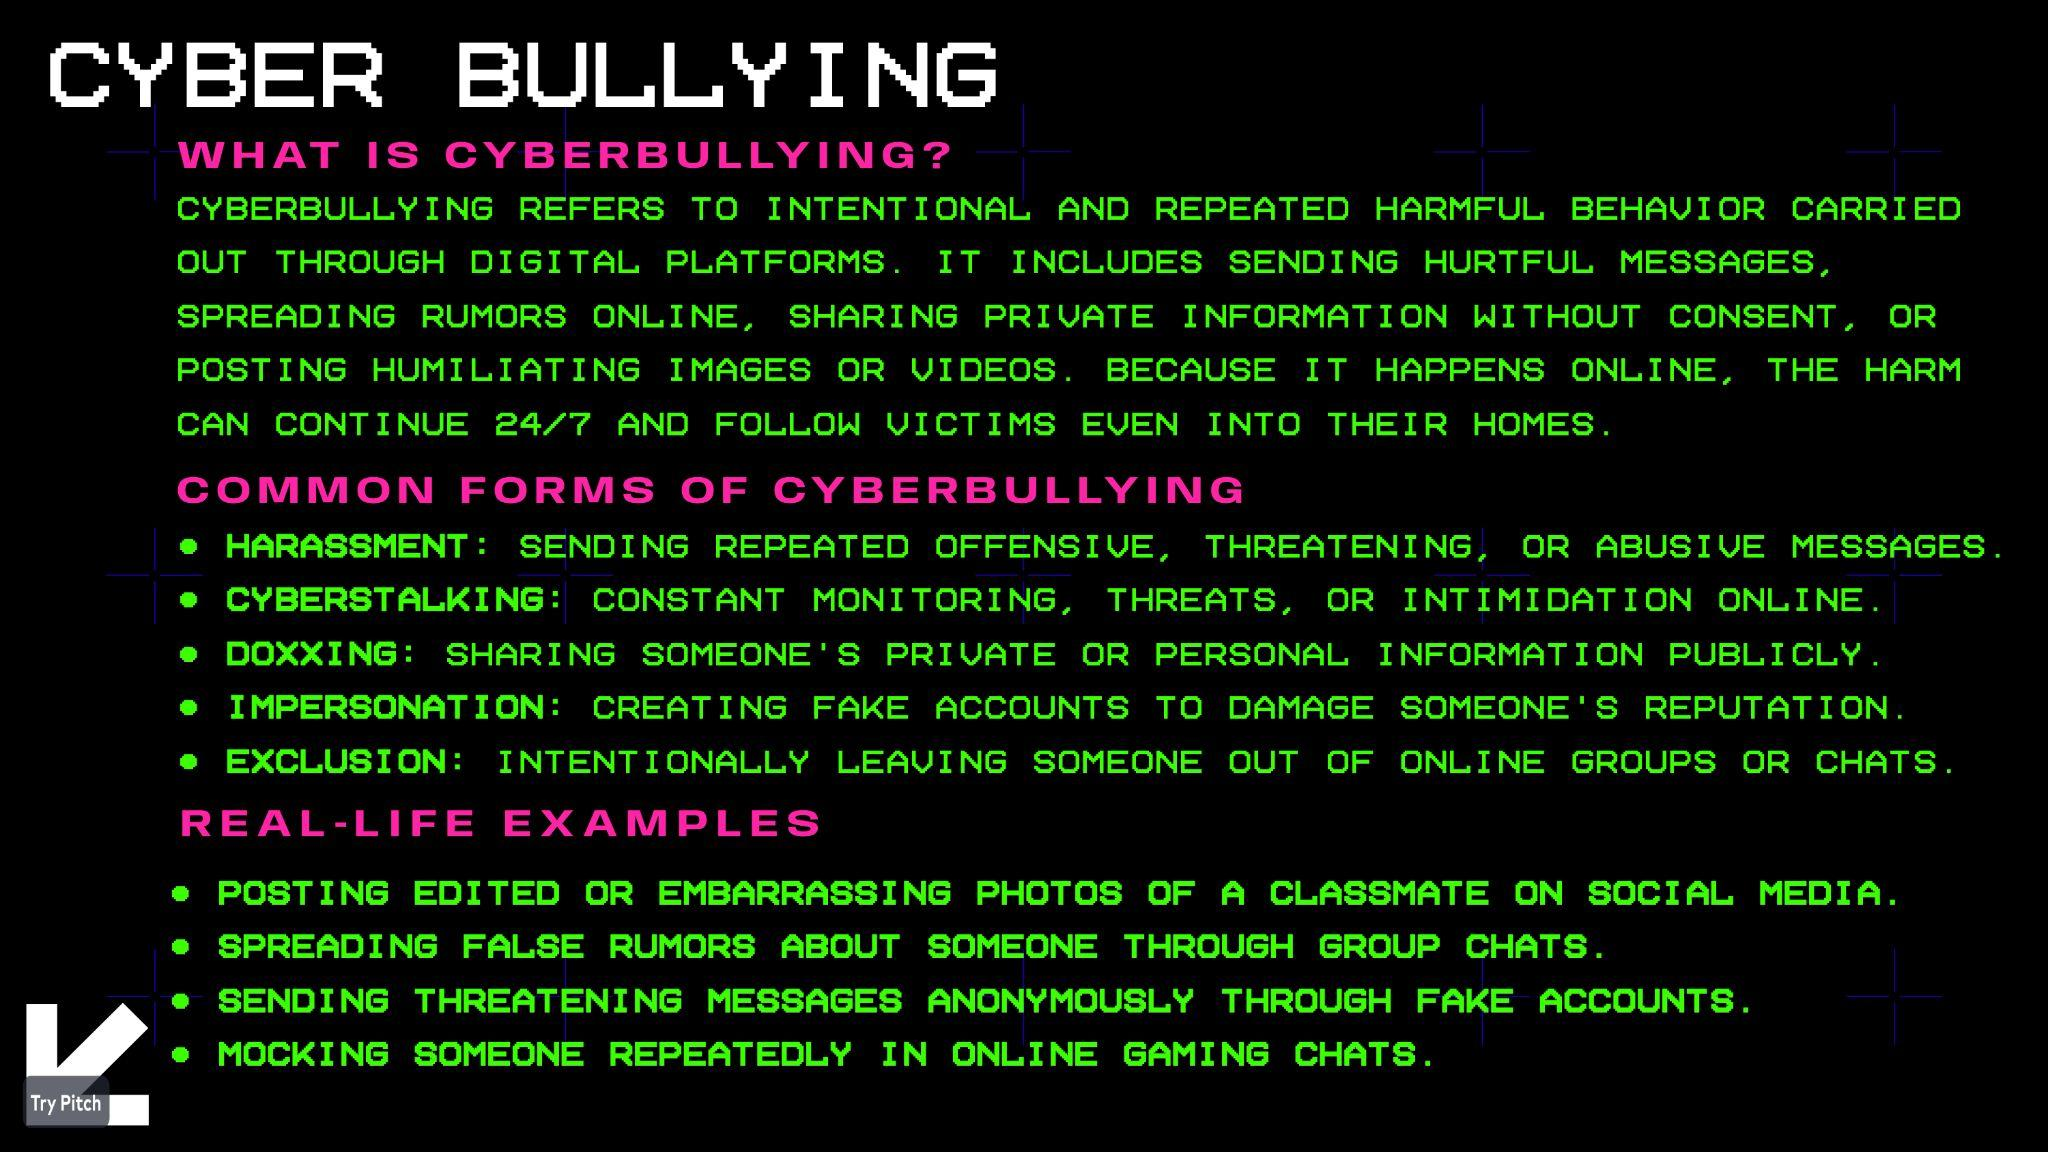 CYBER BULLYING
WHAT IS CYBERBULLYING?
CYBERBULLYING REFERS TO INTENTIONAL AND REPEATED HARMFUL BEHAVIOR CARRIED
OUT THROUGH DIGITAL PLATFORMS. IT INCLUDES SENDING HURTFUL MESSAGES,
SPREADING RUMORS ONLINE, SHARING PRIVATE INFORMATION WITHOUT CONSENT, OR
POSTING HUMILIATING IMAGES OR VIDEOS. BECAUSE IT HAPPENS ONLINE, THE HARM
CAN CONTINUE 24/7 AND FOLLOW VICTIMS EVEN INTO THEIR HOMES.
COMMON FORMS OF CYBERBULLYING
• HARASSMENT: SENDING REPEATED OFFENSIVE, THREATENING, OR ABUSIVE MESSAGES.
• CYBERSTALKING: CONSTANT MONITORING, THREATS, OR INTIMIDATION ONLINE.
• DOXXING: SHARING SOMEONE'S PRIVATE OR PERSONAL INFORMATION PUBLICLY.
• IMPERSONATION: CREATING FAKE ACCOUNTS TO DAMAGE SOMEONE'S REPUTATION.
• EXCLUSION: INTENTIONALLY LEAVING SOMEONE OUT OF ONLINE GROUPS OR CHATS.
REAL-LIFE EXAMPLES
• POSTING EDITED OR EMBARRASSING PHOTOS OF A CLASSMATE ON SOCIAL MEDIA.
• SPREADING FALSE RUMORS ABOUT SOMEONE THROUGH GROUP CHATS.
• SENDING THREATENING MESSAGES ANONYMOUSLY THROUGH FAKE ACCOUNTS.
• MOCKING SOMEONE REPEATEDLY IN ONLINE GAMING CHATS.
Try Pitch